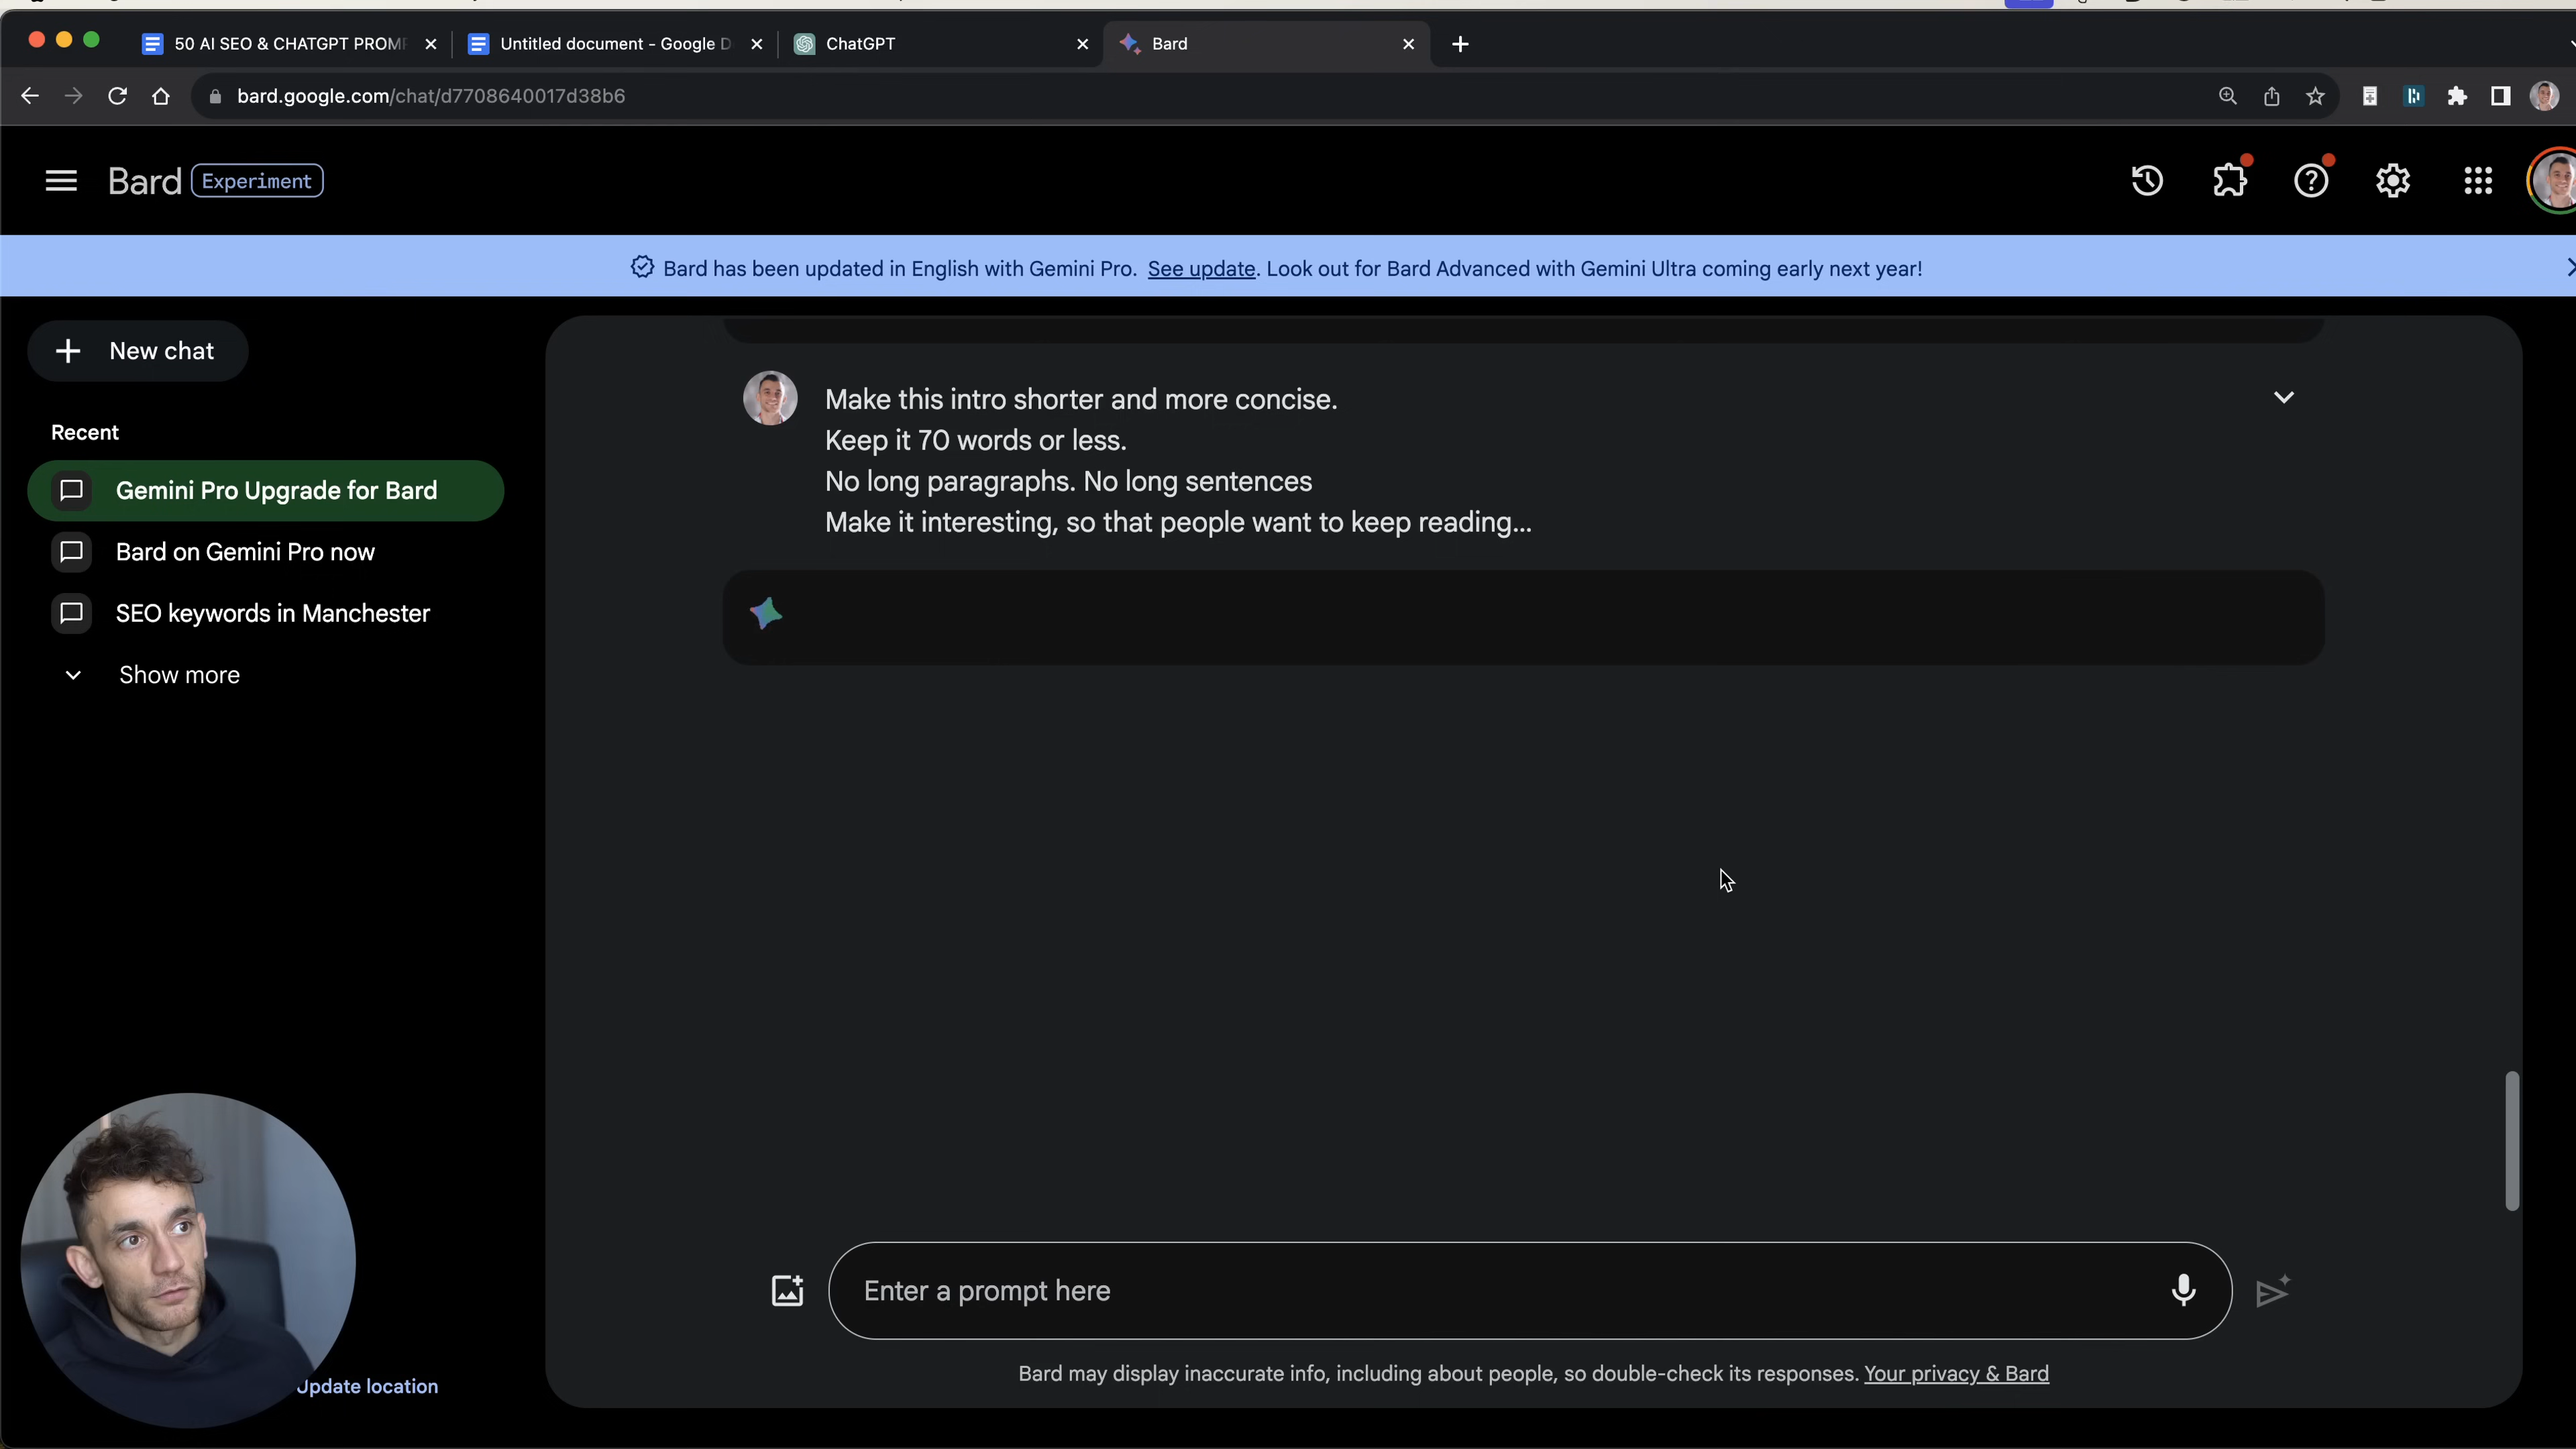 50 AI SEO & CHATGPT PROMP
Untitled document - Google D
ChatGPT
Bard
bard.google.com/chat/d7708640017d38b6
Bard Experiment
Bard has been updated in English with Gemini Pro. See update. Look out for Bard Advanced with Gemini Ultra coming early next year!
New chat
Recent
Gemini Pro Upgrade for Bard
Bard on Gemini Pro now
SEO keywords in Manchester
Show more
Make this intro shorter and more concise.
Keep it 70 words or less.
No long paragraphs. No long sentences
Make it interesting, so that people want to keep reading...
Enter a prompt here
Bard may display inaccurate info, including about people, so double-check its responses. Your privacy & Bard
Update location